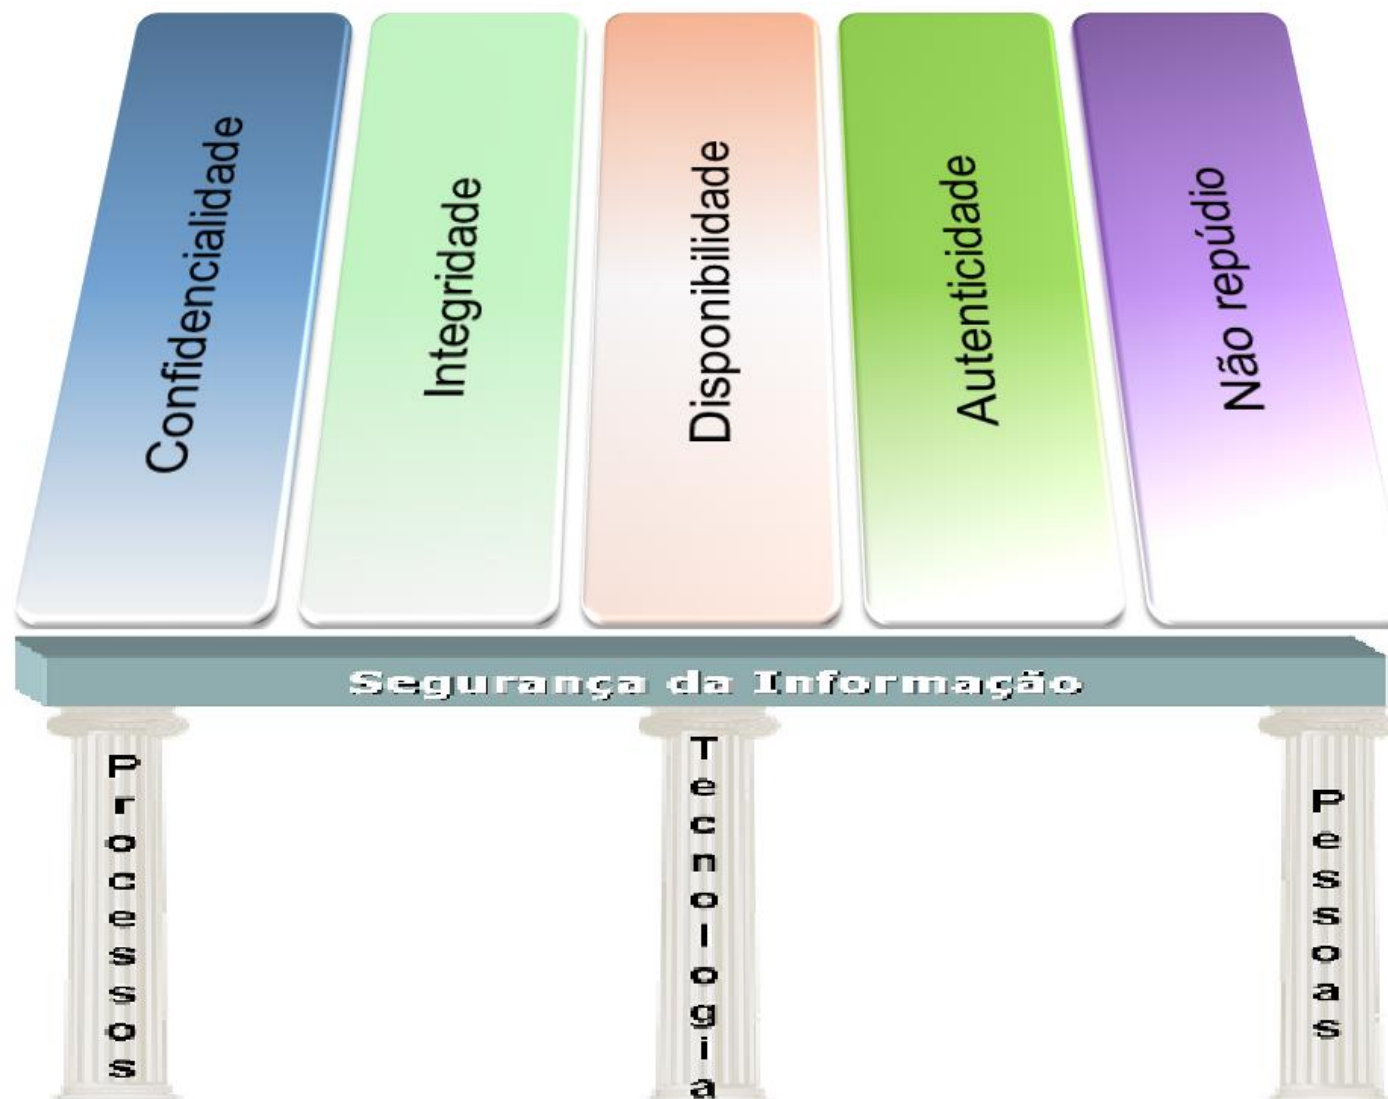 Confidencialidade
Integridade
Disponibilidade
Autenticidade
Não repúdio
Segurança da Informação
Processos
Tecnologia
Pessoas